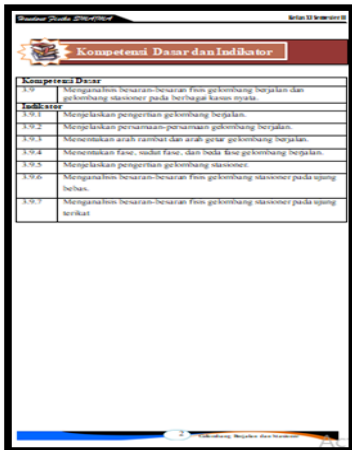 Handout Fisika SMA/MA Kelas XI Semester II
Kompetensi Dasar dan Indikator
Kompetensi Dasar
3.9 Menganalisis besaran-besaran fisis gelombang berjalan dan
gelombang stasioner pada berbagai kasus nyata.
Indikator
3.9.1 Menjelaskan pengertian gelombang berjalan.
3.9.2 Menjelaskan persamaan-persamaan gelombang berjalan.
3.9.3 Menentukan arah rambat dan arah getar gelombang berjalan.
3.9.4 Menentukan fase, sudut fase, dan beda fase gelombang berjalan.
3.9.5 Menjelaskan pengertian gelombang stasioner.
3.9.6 Menganalisis besaran-besaran fisis gelombang stasioner pada ujung
bebas.
3.9.7 Menganalisis besaran-besaran fisis gelombang stasioner pada ujung
terikat
2 Gelombang Berjalan dan Stasioner